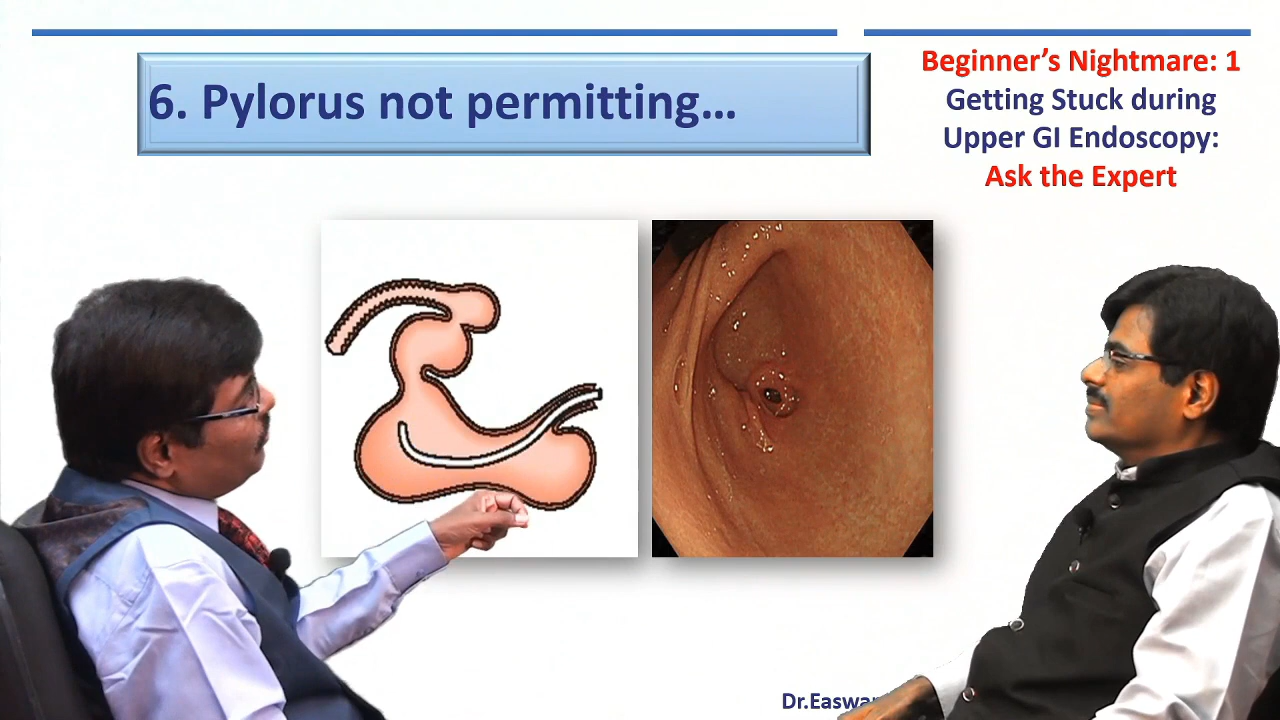 6. Pylorus not permitting...
Beginner's Nightmare: 1
Getting Stuck during
Upper GI Endoscopy:
Ask the Expert